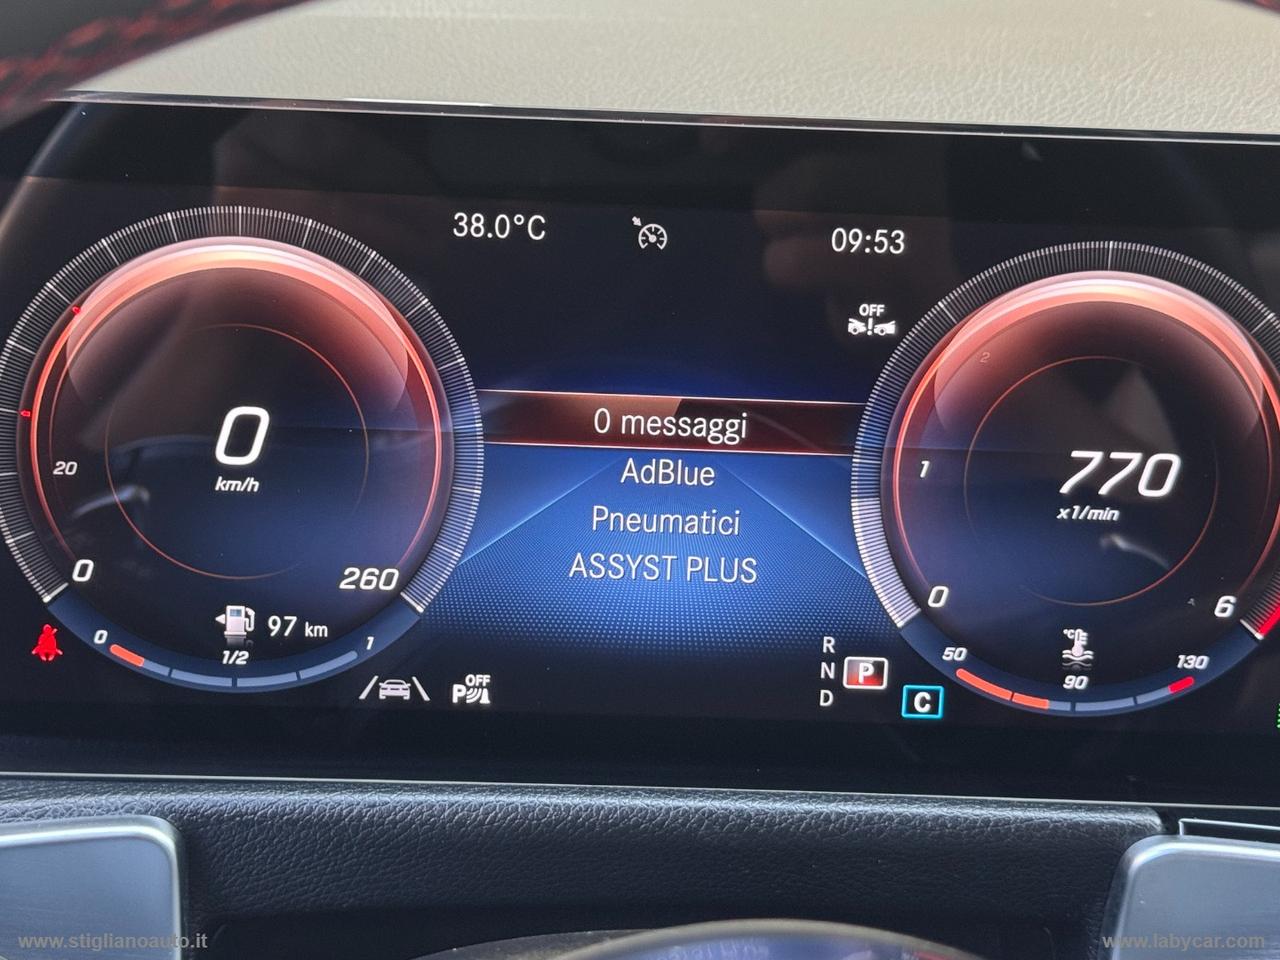 38.0°C
09:53
OFF
2
0 messaggi
0
km/h
20
AdBlue
1
770
x1/min
Pneumatici
ASSYST PLUS
0
260
0
6
97 km
0
1/2
1
R
N
D
P
C
50
°C
90
130
OFF
P
www.stiglianoauto.it
www.labycar.com